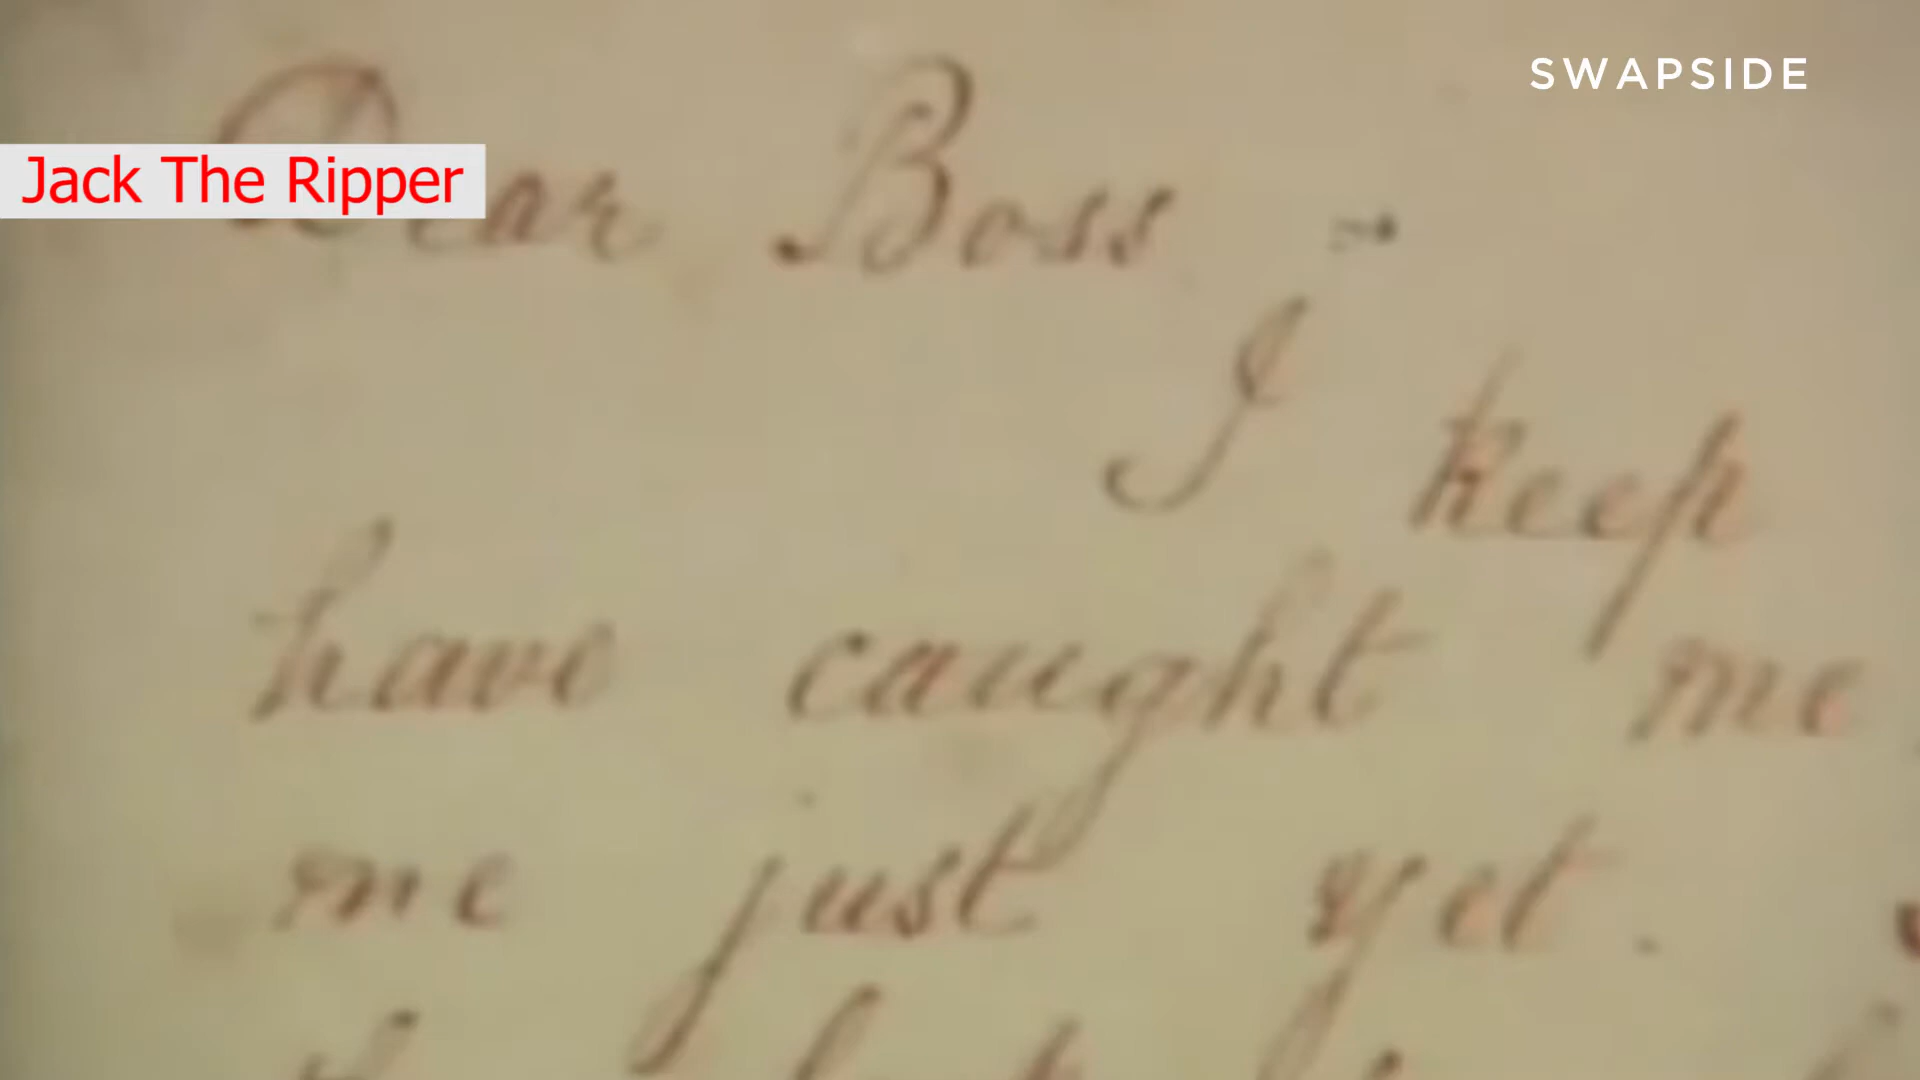 SWAPSIDE
Jack The Ripper
Dear Boss
I keep
have caught me
me just yet.